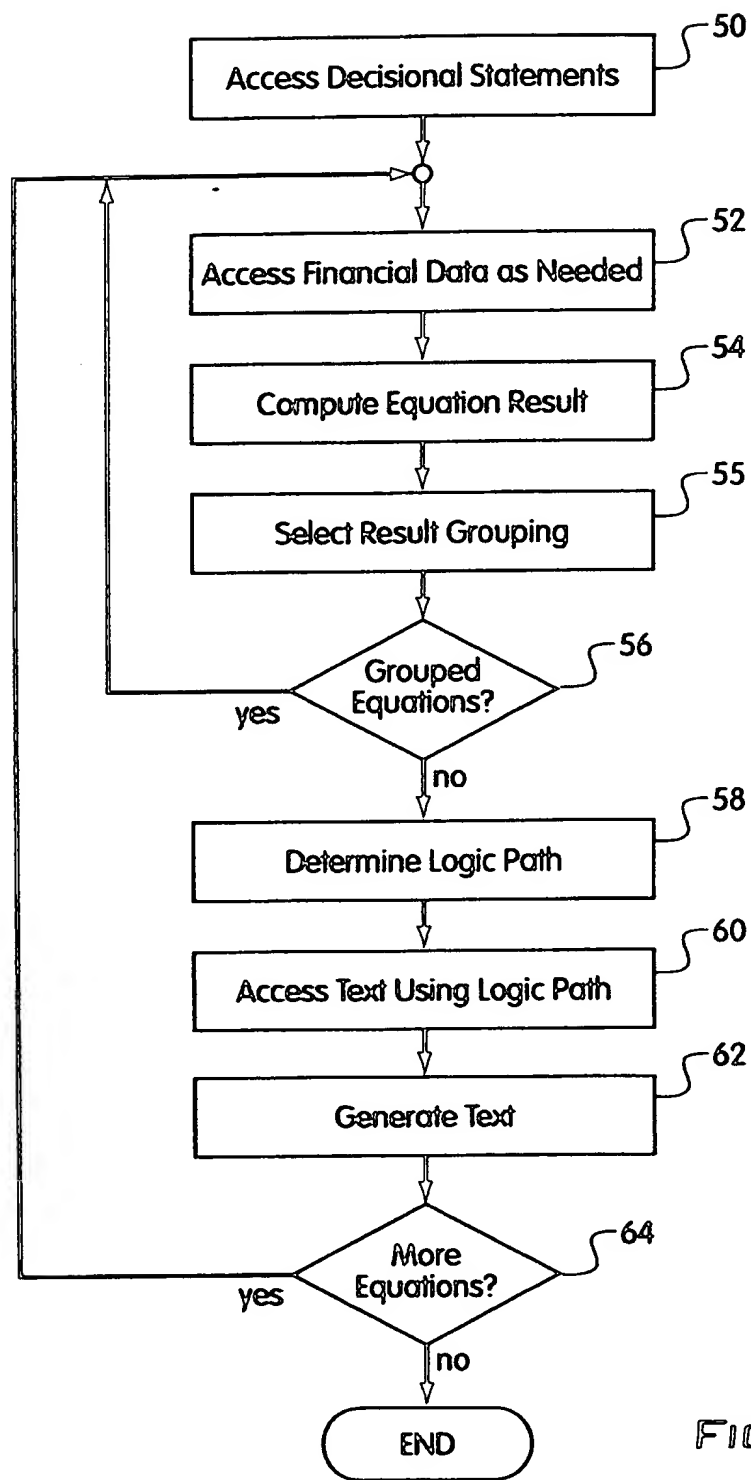 50
Access Decisional Statements
52
Access Financial Data as Needed
54
Compute Equation Result
55
Select Result Grouping
56
Grouped
Equations?
yes
no
58
Determine Logic Path
60
Access Text Using Logic Path
62
Generate Text
64
More
Equations?
yes
no
END